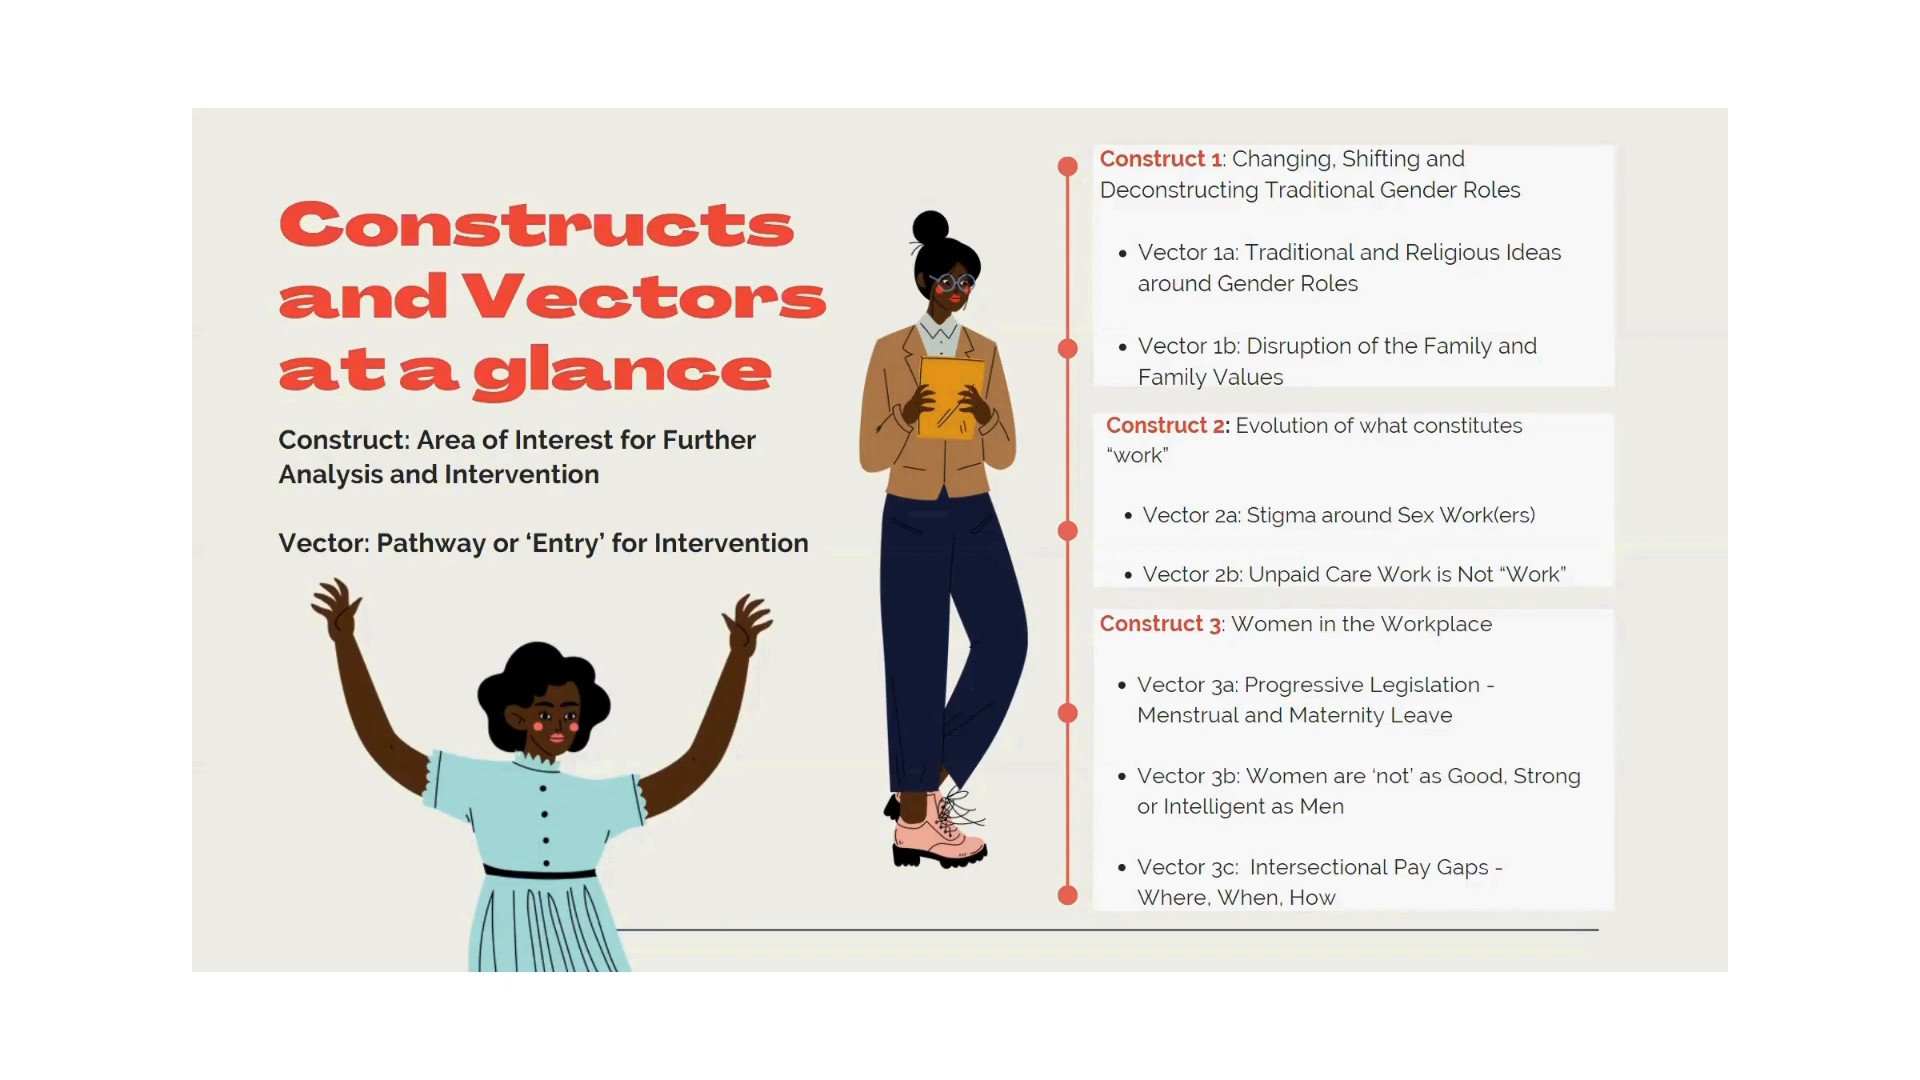 Constructs
and Vectors
at a glance
Construct: Area of Interest for Further
Analysis and Intervention
Vector: Pathway or ‘Entry’ for Intervention
Construct 1: Changing, Shifting and
Deconstructing Traditional Gender Roles
• Vector 1a: Traditional and Religious Ideas
around Gender Roles
• Vector 1b: Disruption of the Family and
Family Values
Construct 2: Evolution of what constitutes
“work”
• Vector 2a: Stigma around Sex Work(ers)
• Vector 2b: Unpaid Care Work is Not “Work”
Construct 3: Women in the Workplace
• Vector 3a: Progressive Legislation -
Menstrual and Maternity Leave
• Vector 3b: Women are ‘not’ as Good, Strong
or Intelligent as Men
• Vector 3c: Intersectional Pay Gaps -
Where, When, How